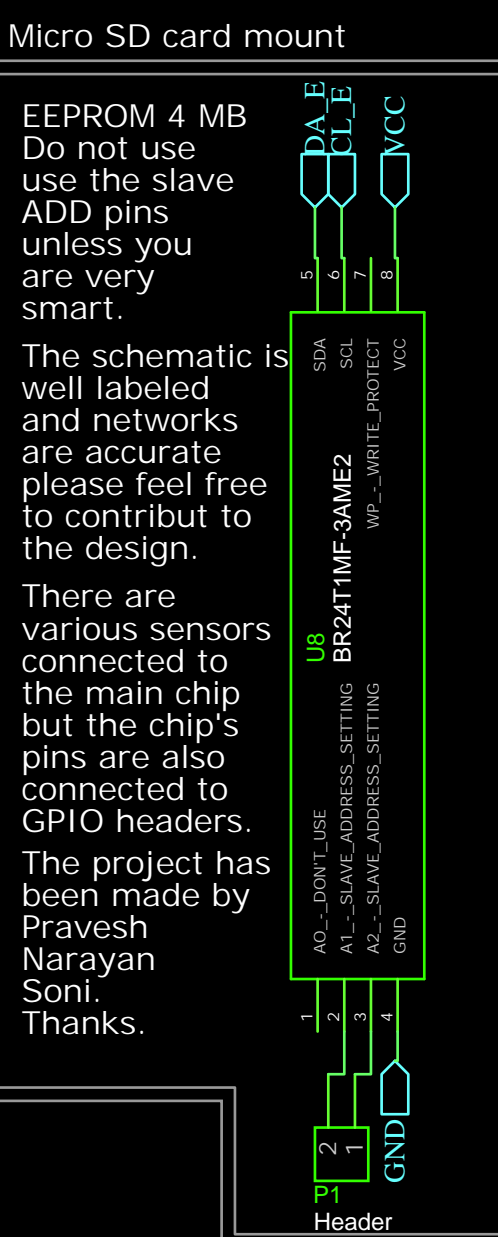 Micro SD card mount
EEPROM 4 MB
Do not use
use the slave
ADD pins
unless you
are very
smart.
The schematic is
well labeled
and networks
are accurate
please feel free
to contribut to
the design.
There are
various sensors
connected to
the main chip
but the chip's
pins are also
connected to
GPIO headers.
The project has
been made by
Pravesh
Narayan
Soni.
Thanks.
DA_E
CL_E
VCC
5
6
7
8
SDA
SCL
WP_-_WRITE_PROTECT
VCC
U8
BR24T1MF-3AME2
A0_-_DON'T_USE
A1_-_SLAVE_ADDRESS_SETTING
A2_-_SLAVE_ADDRESS_SETTING
GND
1
2
3
4
GND
2
1
P1
Header